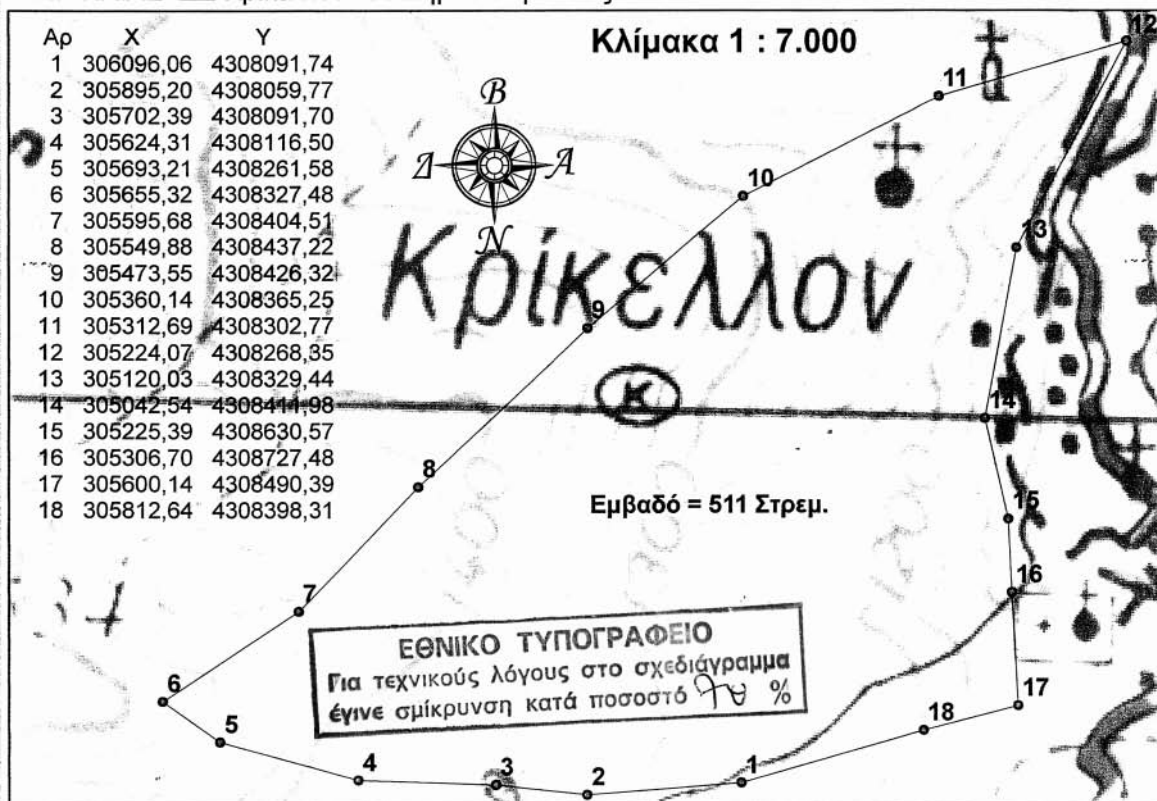 Κλίμακα 1 : 7.000
Αρ X Y
1 306096,06 4308091,74
2 305895,20 4308059,77
3 305702,39 4308091,70
4 305624,31 4308116,50
5 305693,21 4308261,58
6 305655,32 4308327,48
7 305595,68 4308404,51
8 305549,88 4308437,22
9 305473,55 4308426,32
10 305360,14 4308365,25
11 305312,69 4308302,77
12 305224,07 4308268,35
13 305120,03 4308329,44
14 305042,54 4308411,98
15 305225,39 4308630,57
16 305306,70 4308727,48
17 305600,14 4308490,39
18 305812,64 4308398,31
Β
Δ Α
Ν
12
11
10
13
Κρίκελλον
9
Κ
14
8
Εμβαδό = 511 Στρεμ.
15
16
7
ΕΘΝΙΚΟ ΤΥΠΟΓΡΑΦΕΙΟ
Για τεχνικούς λόγους στο σχεδιάγραμμα
έγινε σμίκρυνση κατά ποσοστό %
6
17
5
18
4
3
2
1